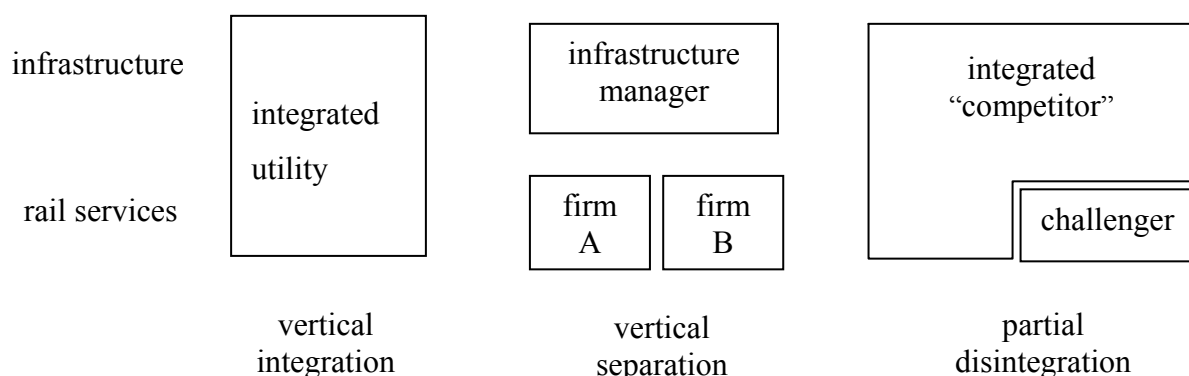 infrastructure
rail services
integrated
utility
vertical
integration
infrastructure
manager
firm
A
firm
B
vertical
separation
integrated
“competitor”
challenger
partial
disintegration